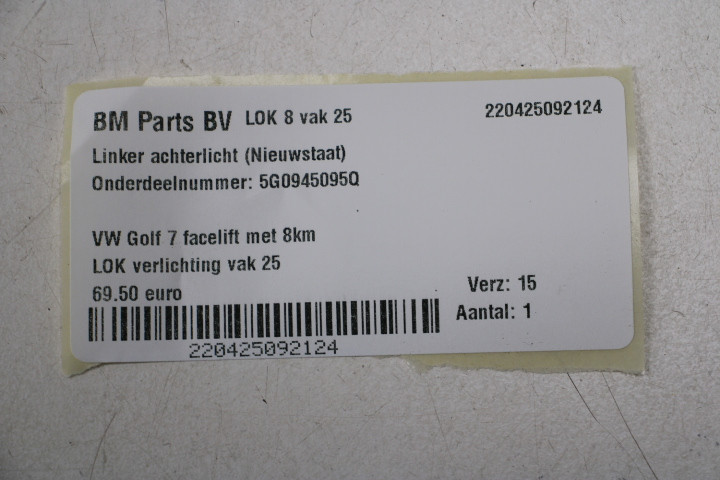 BM Parts BV LOK 8 vak 25 220425092124
Linker achterlicht (Nieuwstaat)
Onderdeelnummer: 5G0945095Q
VW Golf 7 facelift met 8km
LOK verlichting vak 25
69.50 euro Verz: 15
Aantal: 1
220425092124